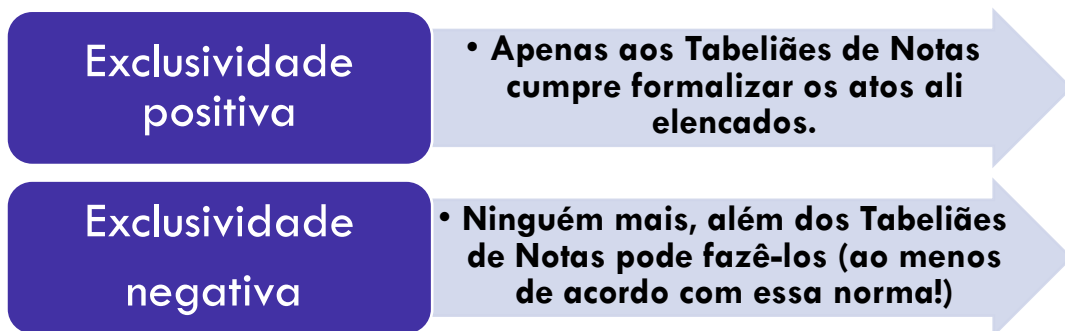 Exclusividade
positiva
• Apenas aos Tabeliães de Notas
cumpre formalizar os atos ali
elencados.
Exclusividade
negativa
• Ninguém mais, além dos Tabeliães
de Notas pode fazê-los (ao menos
de acordo com essa norma!)